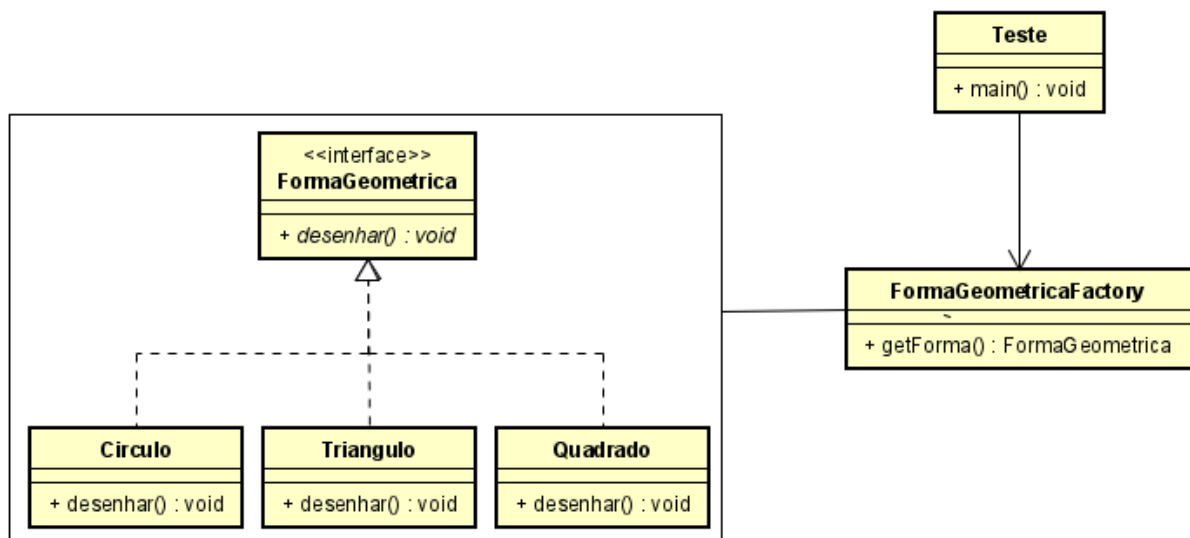 Teste
+ main() : void
<<interface>>
FormaGeometrica
+ desenhar() : void
FormaGeometricaFactory
+ getForma() : FormaGeometrica
Circulo
+ desenhar() : void
Triangulo
+ desenhar() : void
Quadrado
+ desenhar() : void